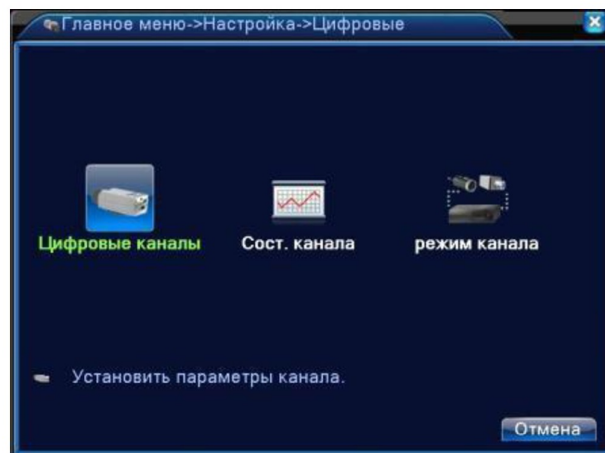 Главное меню->Настройка->Цифровые
Цифровые каналы Сост. канала режим канала
Установить параметры канала.
Отмена